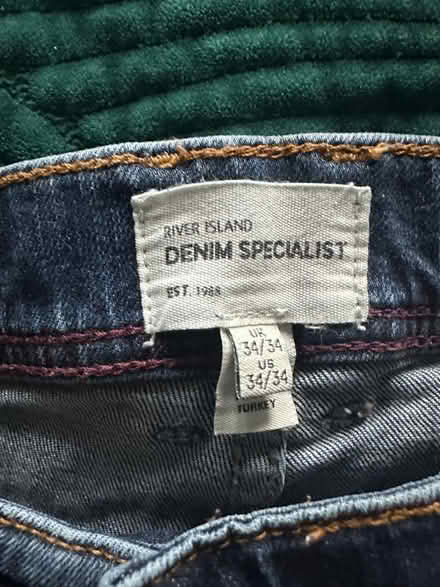 RIVER ISLAND
DENIM SPECIALIST
EST. 1988
UK
34/34
US
34/34
TURKEY